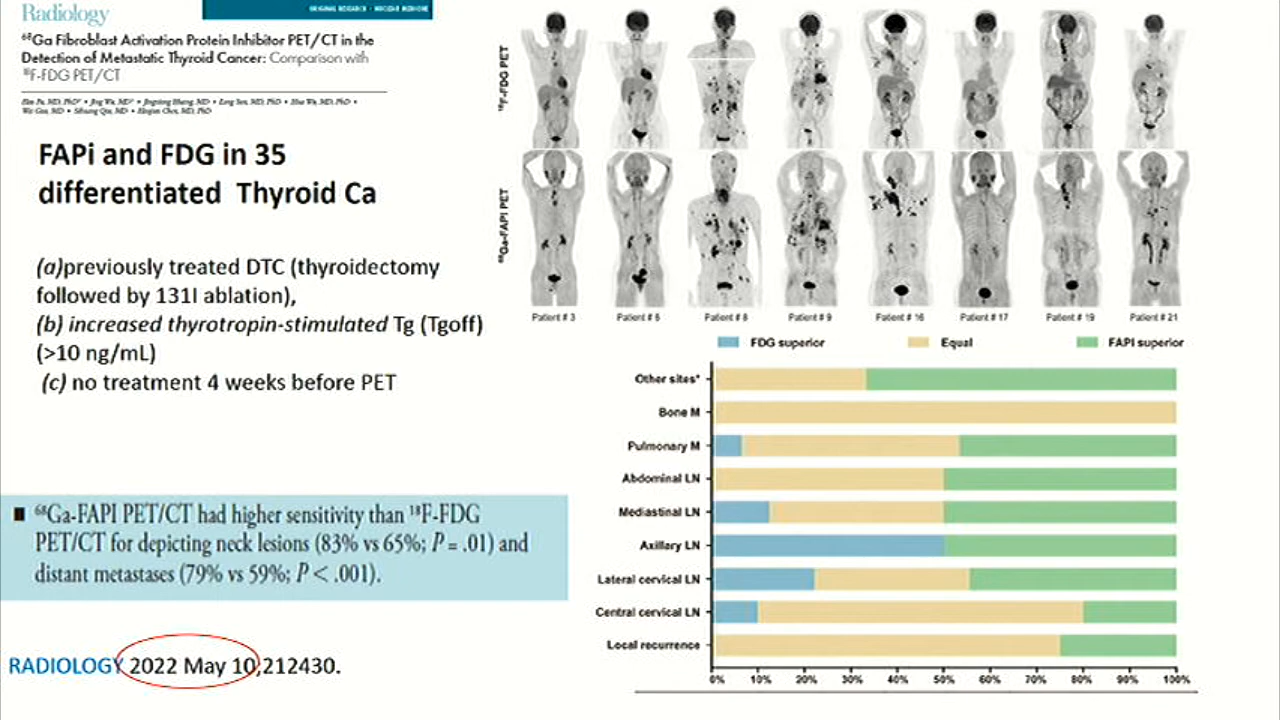 Radiology
ORIGINAL RESEARCH • NUCLEAR MEDICINE
⁶⁸Ga Fibroblast Activation Protein Inhibitor PET/CT in the
Detection of Metastatic Thyroid Cancer: Comparison with
¹⁸F-FDG PET/CT
FAPi and FDG in 35
differentiated Thyroid Ca
(a)previously treated DTC (thyroidectomy
followed by 131I ablation),
(b) increased thyrotropin-stimulated Tg (Tgoff)
(>10 ng/mL)
(c) no treatment 4 weeks before PET
■ ⁶⁸Ga-FAPI PET/CT had higher sensitivity than ¹⁸F-FDG
PET/CT for depicting neck lesions (83% vs 65%; P = .01) and
distant metastases (79% vs 59%; P < .001).
RADIOLOGY 2022 May 10,212430.
¹⁸F-FDG PET
⁶⁸Ga-FAPI PET
Patient # 3 Patient # 6 Patient # 8 Patient # 9 Patient # 16 Patient # 17 Patient # 19 Patient # 21
FDG superior Equal FAPI superior
Other sites*
Bone M
Pulmonary M
Abdominal LN
Mediastinal LN
Axillary LN
Lateral cervical LN
Central cervical LN
Local recurrence
0% 10% 20% 30% 40% 50% 60% 70% 80% 90% 100%